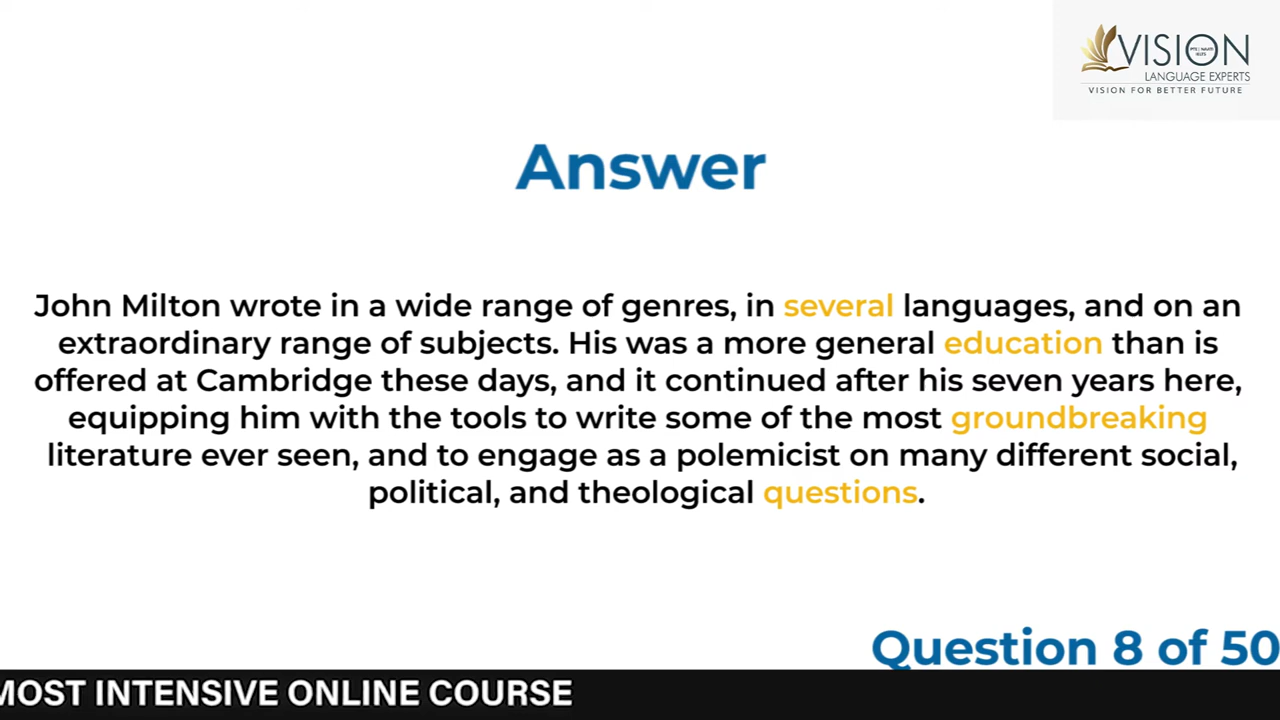 VISION
LANGUAGE EXPERTS
VISION FOR BETTER FUTURE
Answer
John Milton wrote in a wide range of genres, in several languages, and on an
extraordinary range of subjects. His was a more general education than is
offered at Cambridge these days, and it continued after his seven years here,
equipping him with the tools to write some of the most groundbreaking
literature ever seen, and to engage as a polemicist on many different social,
political, and theological questions.
Question 8 of 50
MOST INTENSIVE ONLINE COURSE